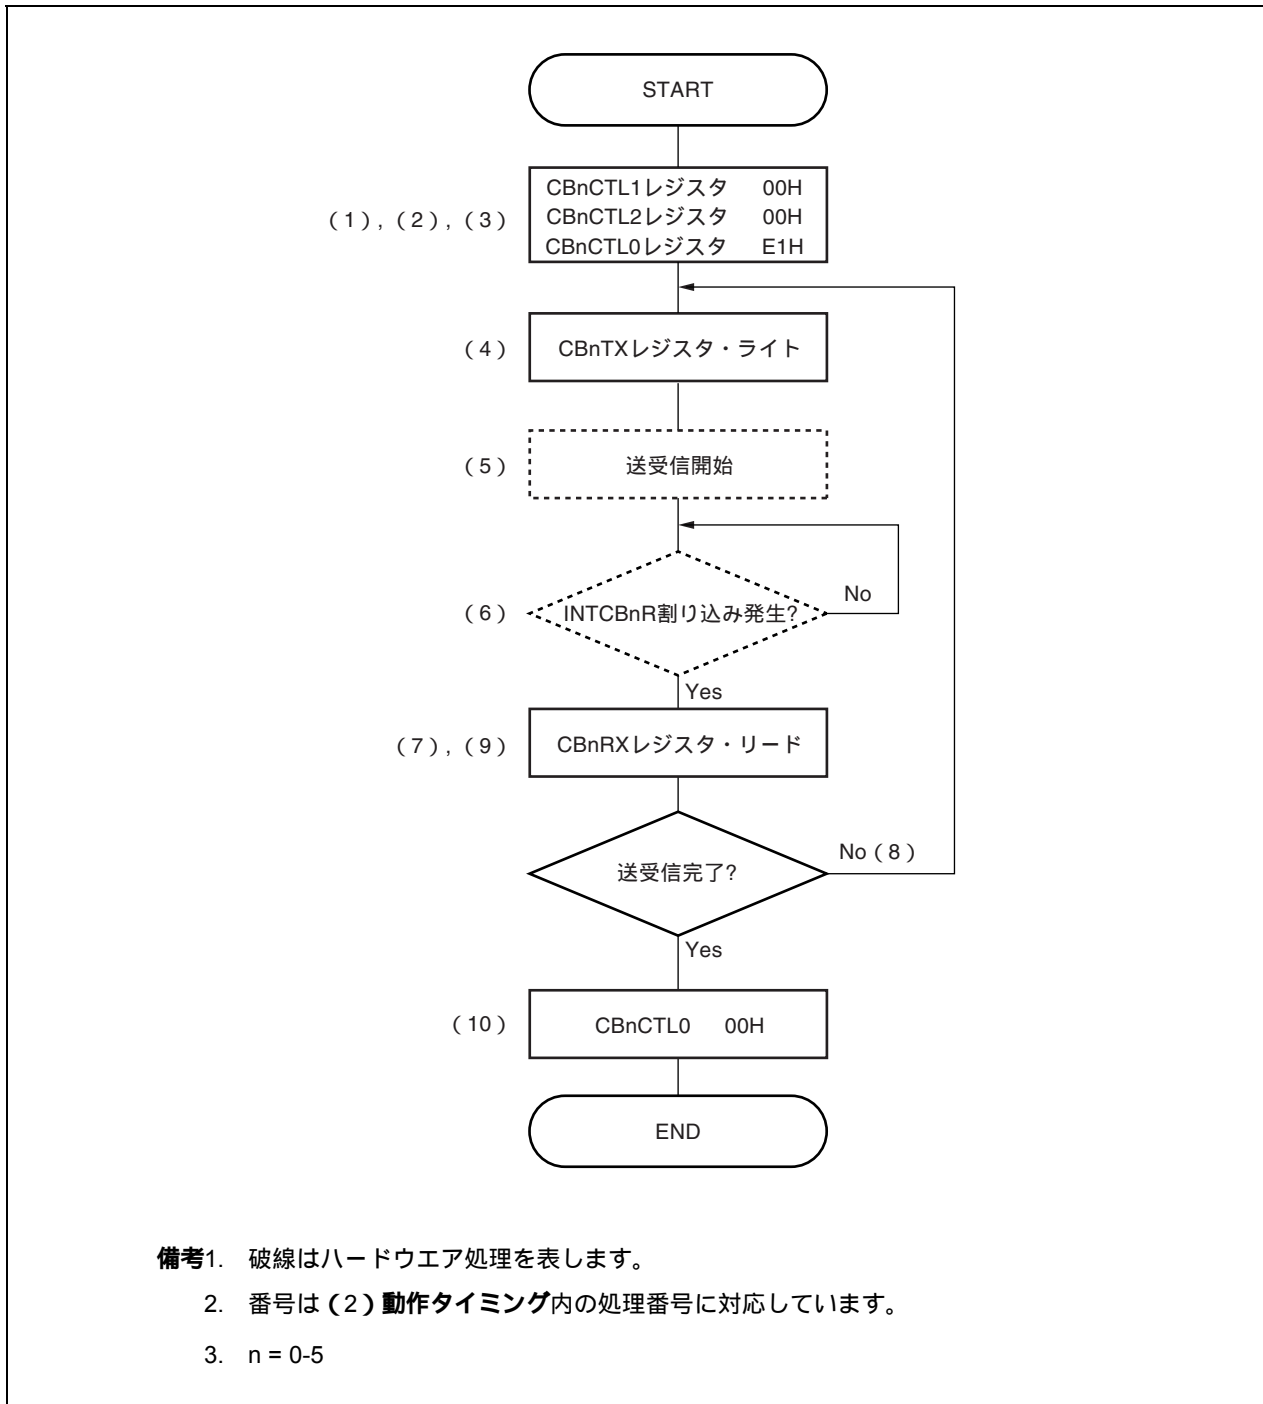 START
(1),(2),(3)
CBnCTL1レジスタ 00H
CBnCTL2レジスタ 00H
CBnCTL0レジスタ E1H
(4)
CBnTXレジスタ・ライト
(5)
送受信開始
(6)
INTCBnR割り込み発生?
No
Yes
(7),(9)
CBnRXレジスタ・リード
送受信完了?
No(8)
Yes
(10)
CBnCTL0 00H
END
備考1. 破線はハードウエア処理を表します。
2. 番号は(2)動作タイミング内の処理番号に対応しています。
3. n = 0-5